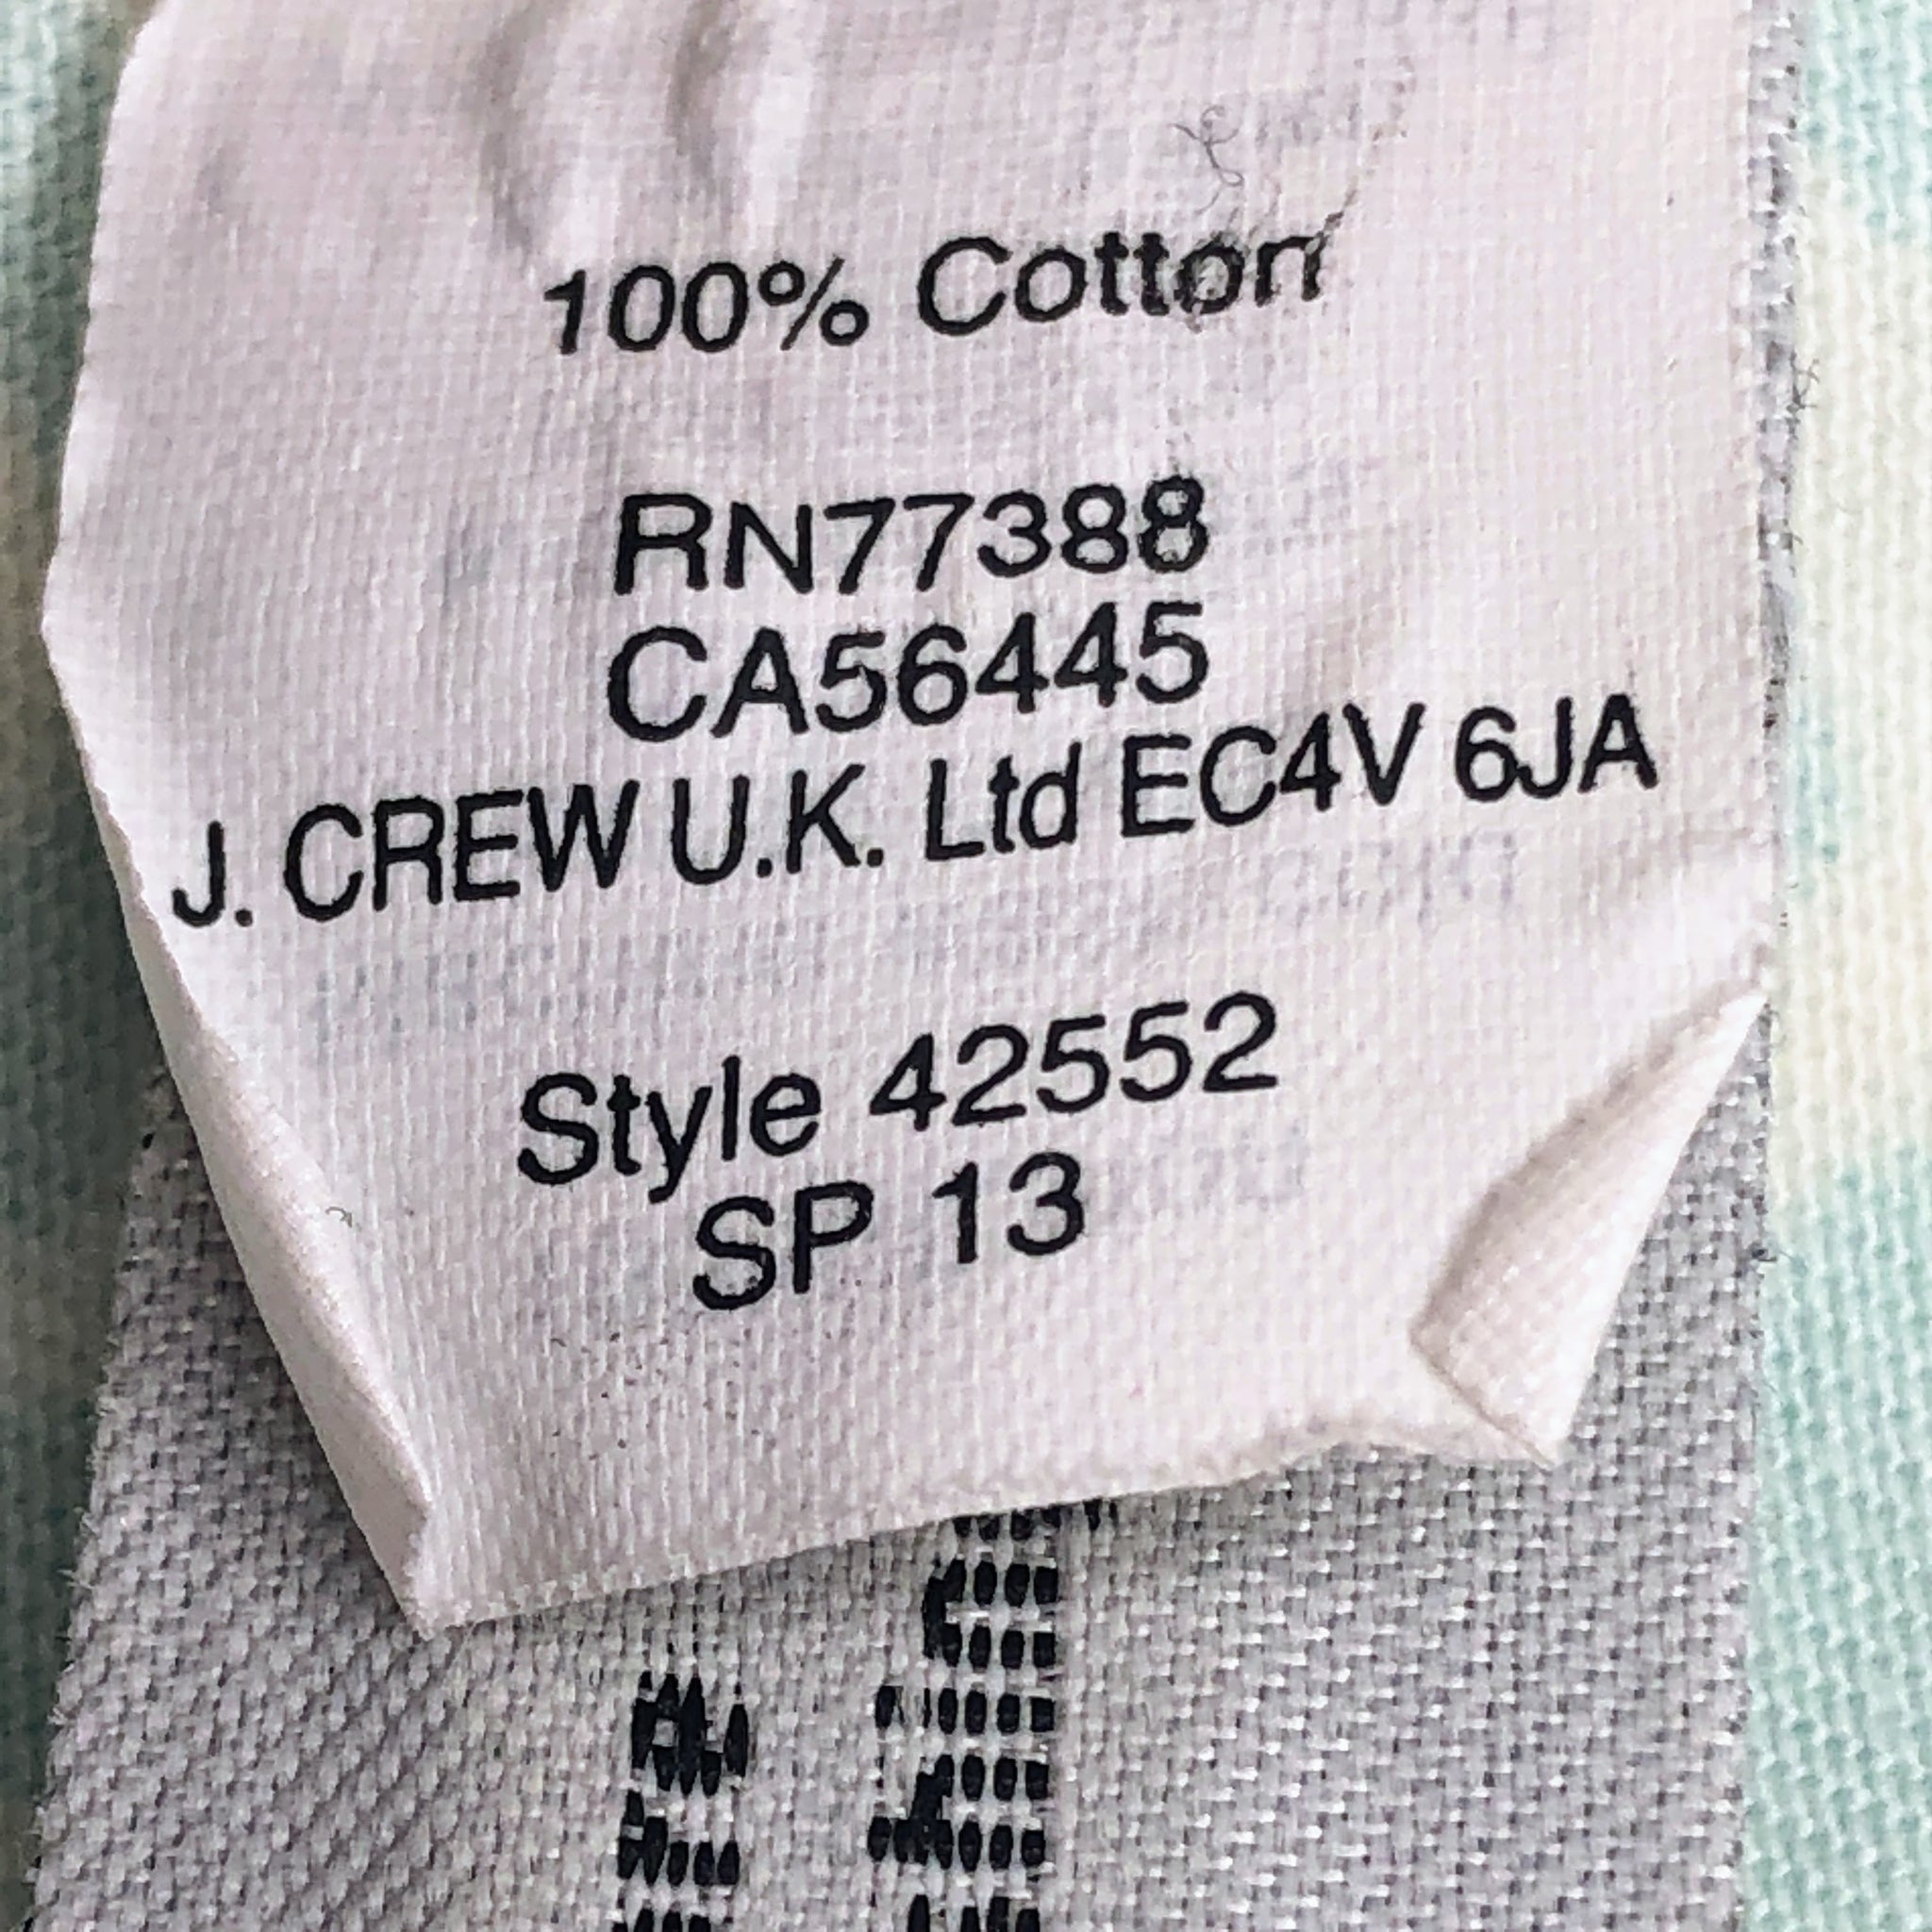 100% Cotton
RN77388
CA56445
J. CREW U.K. Ltd EC4V 6JA
Style 42552
SP 13